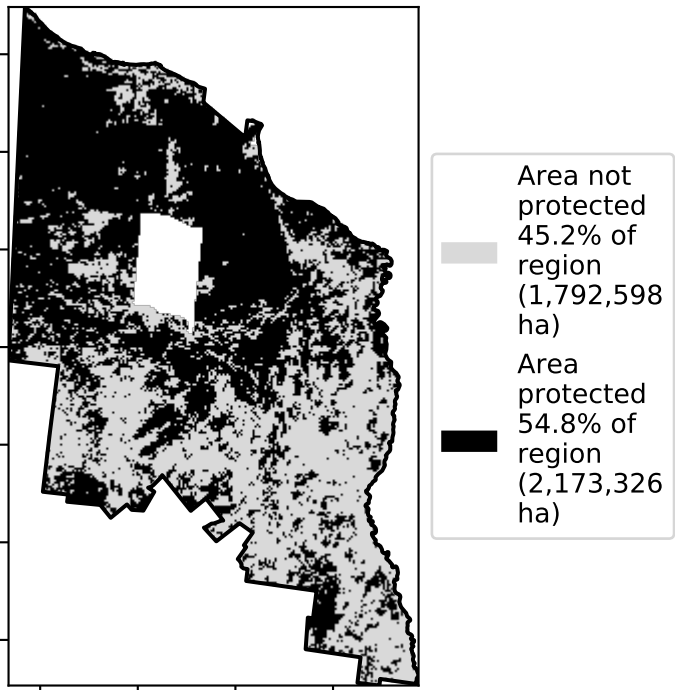 Area not
protected
45.2% of
region
(1,792,598
ha)
Area
protected
54.8% of
region
(2,173,326
ha)